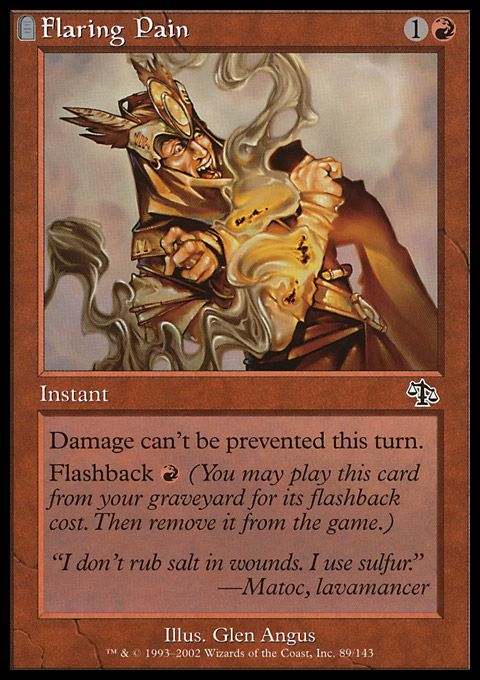 Flaring Pain 1
Instant
Damage can't be prevented this turn.
Flashback (You may play this card
from your graveyard for its flashback
cost. Then remove it from the game.)
"I don't rub salt in wounds. I use sulfur."
—Matoc, lavamancer
Illus. Glen Angus
™ & © 1993–2002 Wizards of the Coast, Inc. 89/143